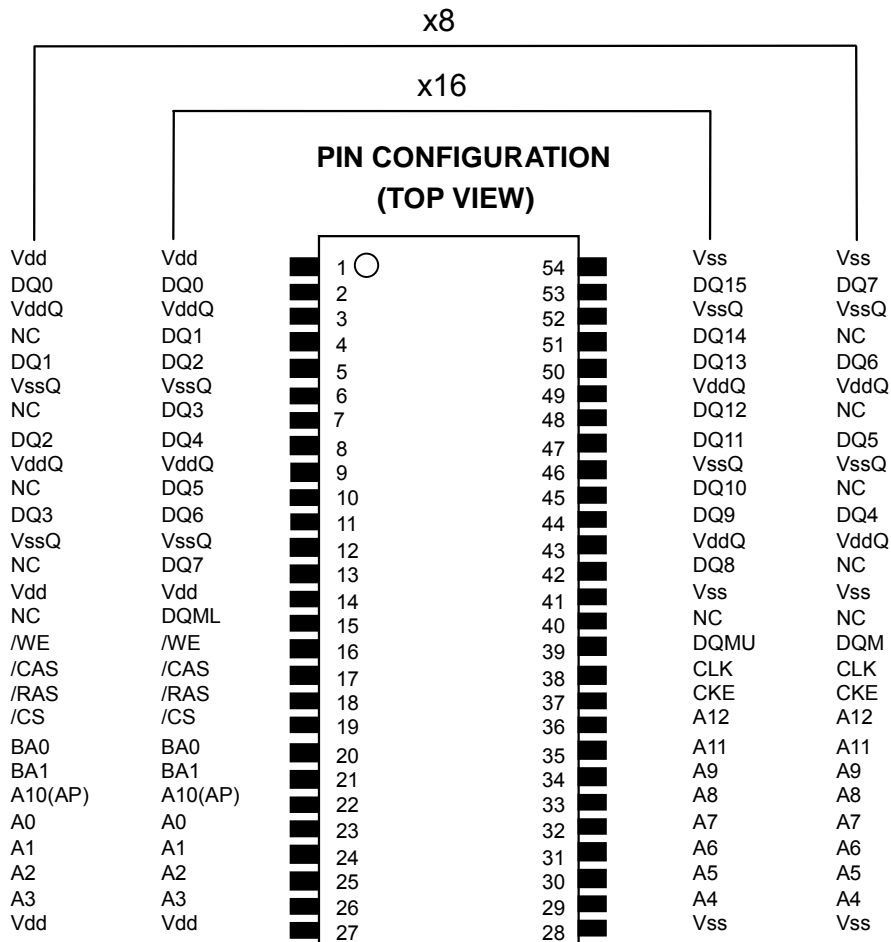 x8
x16
PIN CONFIGURATION
(TOP VIEW)
Vdd Vdd 1 54 Vss Vss
DQ0 DQ0 2 53 DQ15 DQ7
VddQ VddQ 3 52 VssQ VssQ
NC DQ1 4 51 DQ14 NC
DQ1 DQ2 5 50 DQ13 DQ6
VssQ VssQ 6 49 VddQ VddQ
NC DQ3 7 48 DQ12 NC
DQ2 DQ4 8 47 DQ11 DQ5
VddQ VddQ 9 46 VssQ VssQ
NC DQ5 10 45 DQ10 NC
DQ3 DQ6 11 44 DQ9 DQ4
VssQ VssQ 12 43 VddQ VddQ
NC DQ7 13 42 DQ8 NC
Vdd Vdd 14 41 Vss Vss
NC DQML 15 40 NC NC
/WE /WE 16 39 DQMU DQM
/CAS /CAS 17 38 CLK CLK
/RAS /RAS 18 37 CKE CKE
/CS /CS 19 36 A12 A12
BA0 BA0 20 35 A11 A11
BA1 BA1 21 34 A9 A9
A10(AP) A10(AP) 22 33 A8 A8
A0 A0 23 32 A7 A7
A1 A1 24 31 A6 A6
A2 A2 25 30 A5 A5
A3 A3 26 29 A4 A4
Vdd Vdd 27 28 Vss Vss